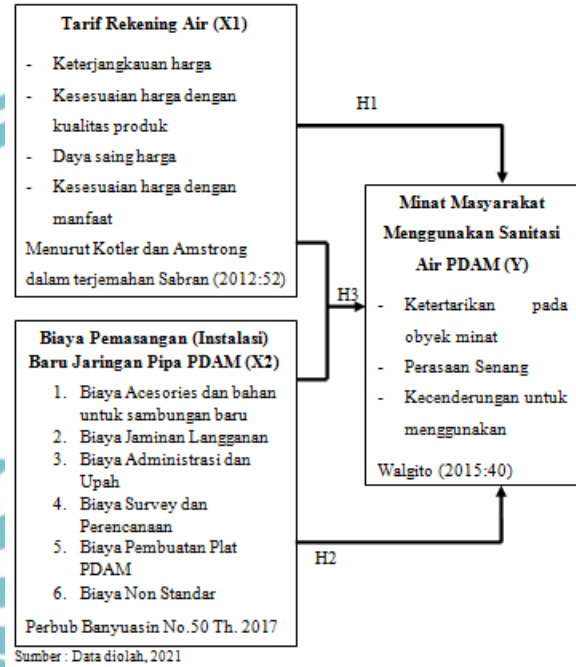 Tarif Rekening Air (X1)
- Keterjangkauan harga
- Kesesuaian harga dengan
kualitas produk
- Daya saing harga
- Kesesuaian harga dengan
manfaat
Menurut Kotler dan Amstrong
dalam terjemahan Sabran (2012:52)
H1
Biaya Pemasangan (Instalasi)
Baru Jaringan Pipa PDAM (X2)
1. Biaya Acesories dan bahan
untuk sambungan baru
2. Biaya Jaminan Langganan
3. Biaya Administrasi dan
Upah
4. Biaya Survey dan
Perencanaan
5. Biaya Pembuatan Plat
PDAM
6. Biaya Non Standar
Perbub Banyuasin No.50 Th. 2017
H3
H2
Minat Masyarakat
Menggunakan Sanitasi
Air PDAM (Y)
- Ketertarikan pada
obyek minat
- Perasaan Senang
- Kecenderungan untuk
menggunakan
Walgito (2015:40)
Sumber : Data diolah, 2021